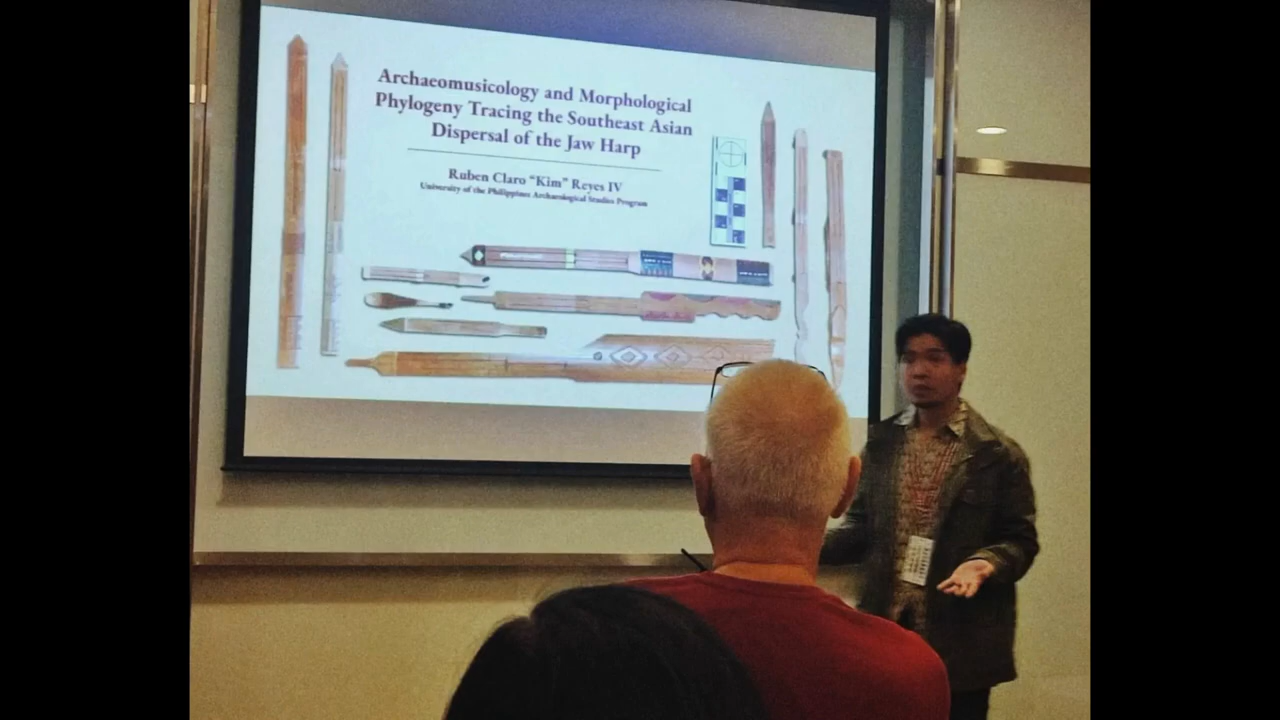 Archaeomusicology and Morphological
Phylogeny Tracing the Southeast Asian
Dispersal of the Jaw Harp
Ruben Claro "Kim" Reyes IV
University of the Philippines Archaeological Studies Program